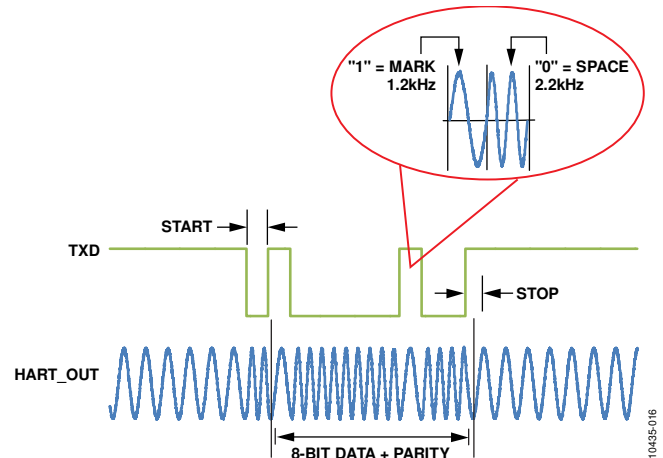 "1" = MARK
1.2kHz
"0" = SPACE
2.2kHz
START
TXD
STOP
HART_OUT
8-BIT DATA + PARITY
10435-016